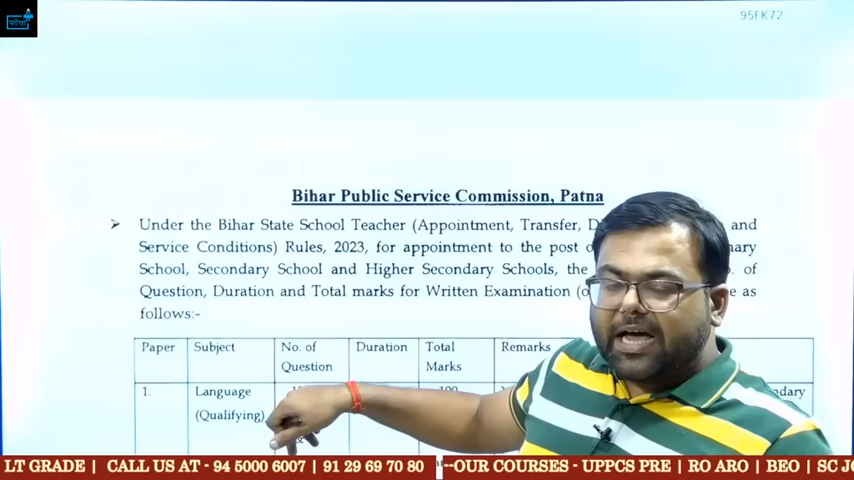 परीक्षा
95FK72
Bihar Public Service Commission, Patna
Under the Bihar State School Teacher (Appointment, Transfer, and
Service Conditions) Rules, 2023, for appointment to the post
School, Secondary School and Higher Secondary Schools, the of
Question, Duration and Total marks for Written Examination as
follows:-
Paper Subject No. of Question Duration Total Marks Remarks
1. Language (Qualifying) 100
LT GRADE | CALL US AT - 94 5000 6007 | 91 29 69 70 80 --OUR COURSES - UPPCS PRE | RO ARO | BEO |